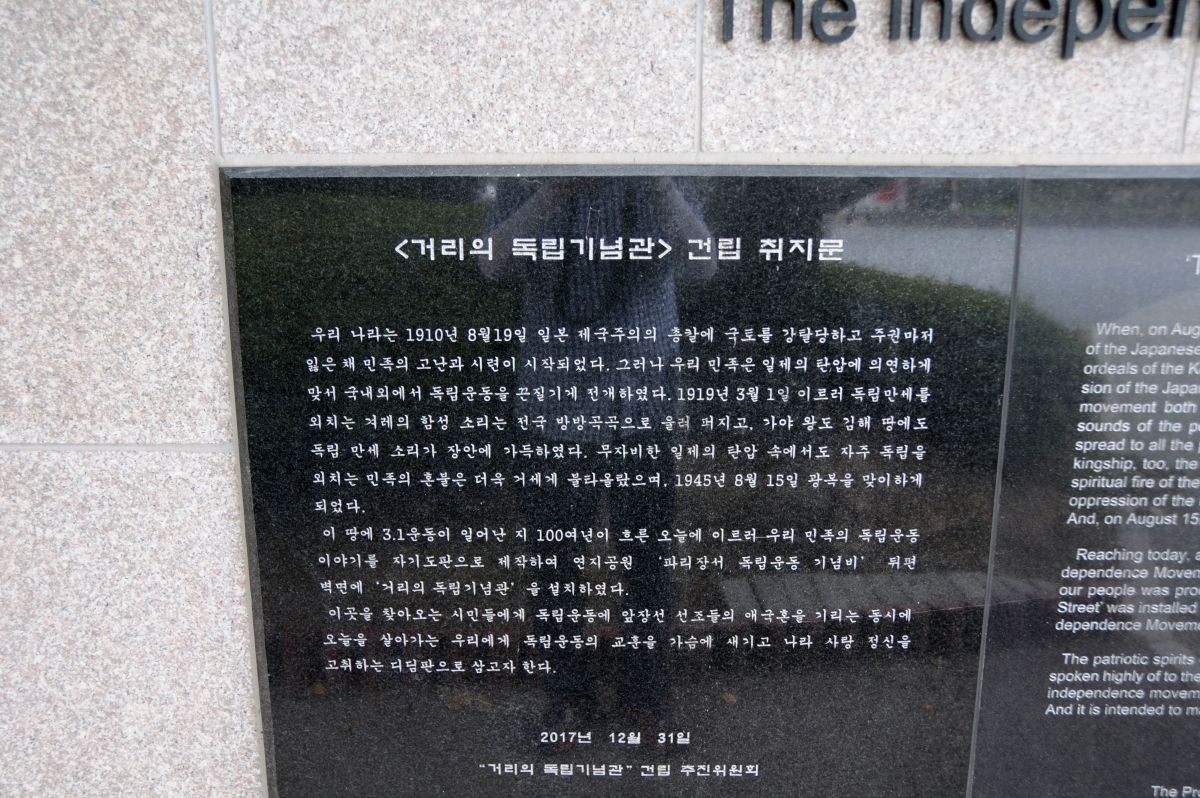 The Indepen
<거리의 독립기념관> 건립 취지문
우리 나라는 1910년 8월19일 일본 제국주의의 총칼에 국토를 강탈당하고 주권마저
잃은 채 민족의 고난과 시련이 시작되었다. 그러나 우리 민족은 일제의 탄압에 의연하게
맞서 국내외에서 독립운동을 끈질기게 전개하였다. 1919년 3월 1일 이르러 독립만세를
외치는 겨레의 함성 소리는 전국 방방곡곡으로 울려 퍼지고, 가야 왕도 김해 땅에도
독립 만세 소리가 장안에 가득하였다. 무자비한 일제의 탄압 속에서도 자주 독립을
외치는 민족의 혼불은 더욱 거세게 불타올랐으며, 1945년 8월 15일 광복을 맞이하게
되었다.
이 땅에 3.1운동이 일어난 지 100여년이 흐른 오늘에 이르러 우리 민족의 독립운동
이야기를 자기도판으로 제작하여 연지공원 '파리장서 독립운동 기념비' 뒤편
벽면에 '거리의 독립기념관' 을 설치하였다.
이곳을 찾아오는 시민들에게 독립운동에 앞장선 선조들의 애국혼을 기리는 동시에
오늘을 살아가는 우리에게 독립운동의 교훈을 가슴에 새기고 나라 사랑 정신을
고취하는 디딤판으로 삼고자 한다.
2017년 12월 31일
"거리의 독립기념관" 건립 추진위원회
'T
When, on Aug
of the Japanese
ordeals of the Ka
sion of the Japa
movement both
sounds of the pe
spread to all the p
kingship, too, the
spiritual fire of the
oppression of the
And, on August 15
Reaching today, a
dependence Movem
our people was pro
Street' was installed
dependence Moveme
The patriotic spirits
spoken highly of to the
independence movem
And it is intended to ma
The Pro